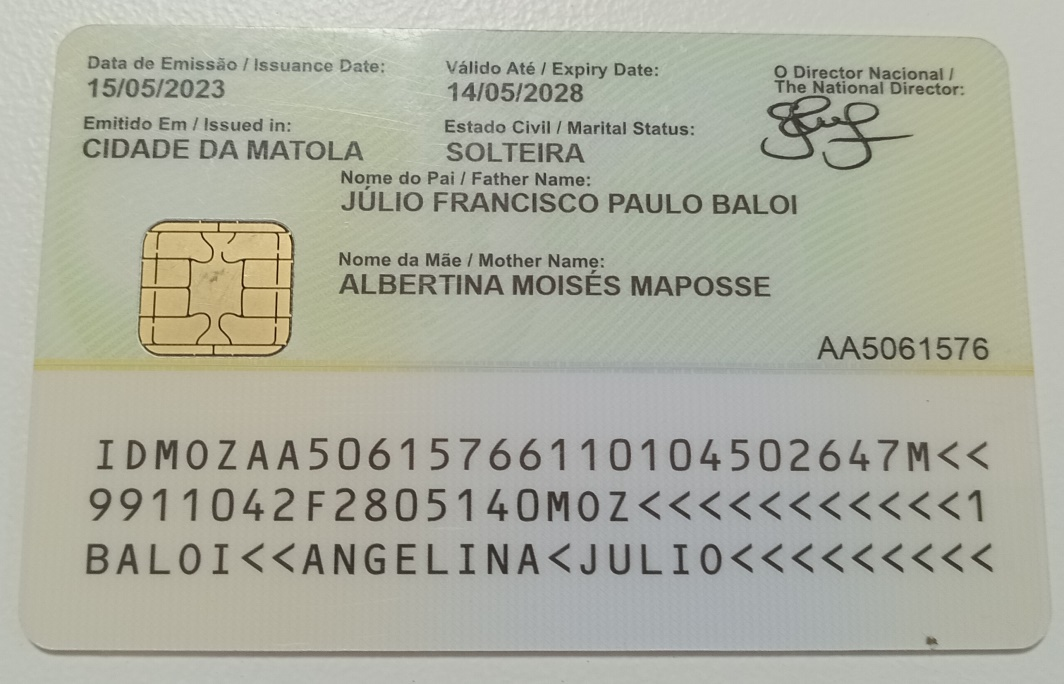 Data de Emissão / Issuance Date:
15/05/2023
Válido Até / Expiry Date:
14/05/2028
O Director Nacional /
The National Director:
Emitido Em / Issued in:
CIDADE DA MATOLA
Estado Civil / Marital Status:
SOLTEIRA
Nome do Pai / Father Name:
JÚLIO FRANCISCO PAULO BALOI
Nome da Mãe / Mother Name:
ALBERTINA MOISÉS MAPOSSE
AA5061576
IDMOZAA50615766110104502647M<<
9911042F2805140MOZ<<<<<<<<<<<1
BALOI<<ANGELINA<JULIO<<<<<<<<<